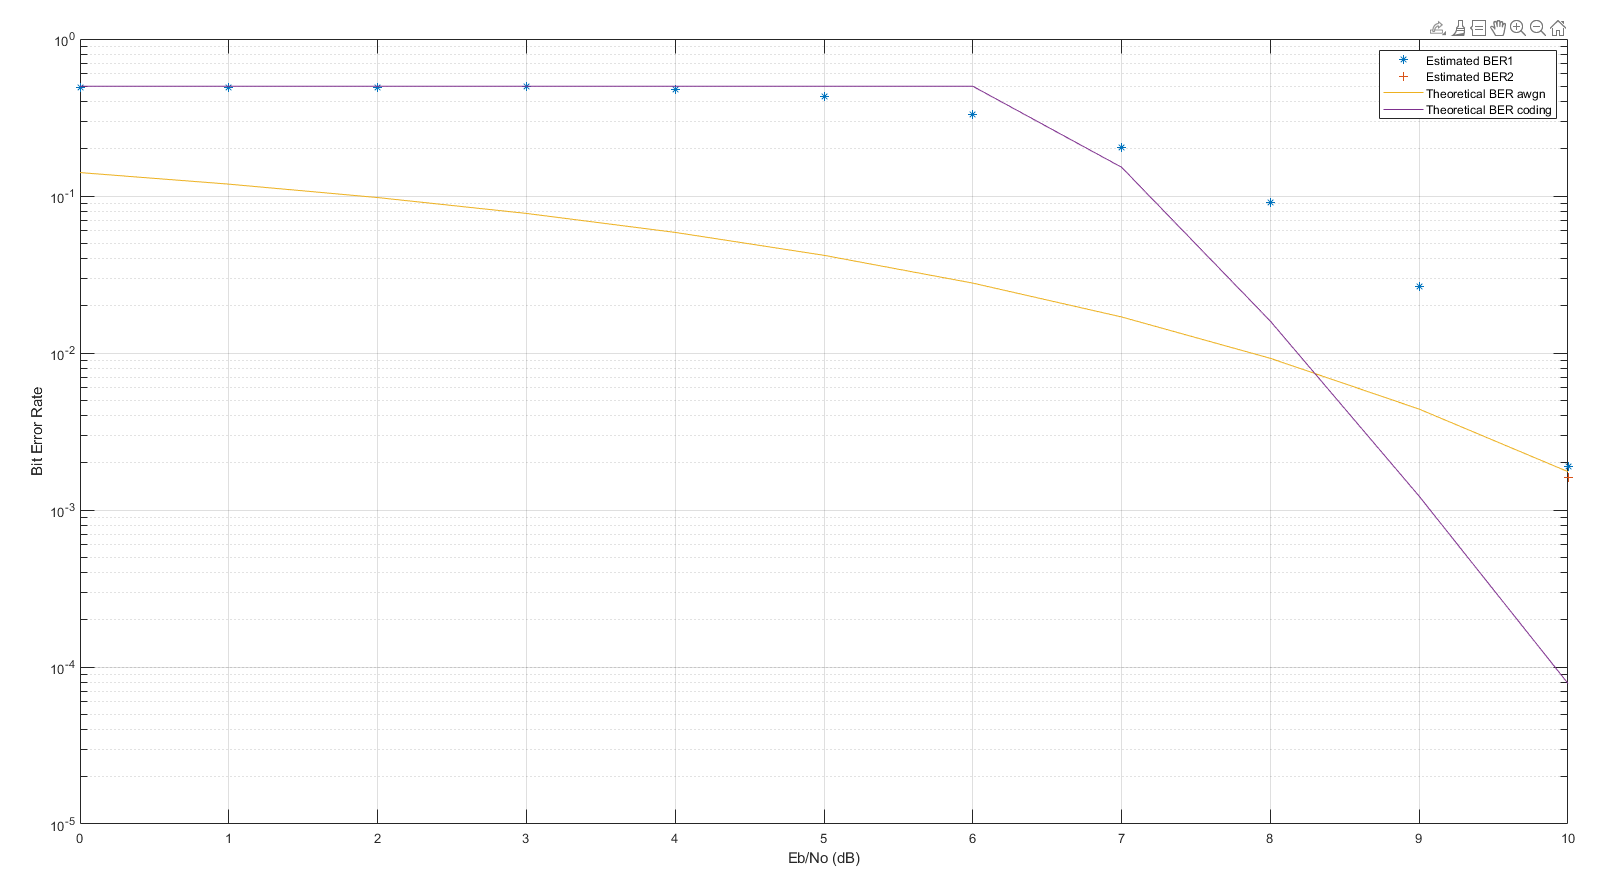 Estimated BER1
Estimated BER2
Theoretical BER awgn
Theoretical BER coding
10^0
10^-1
10^-2
10^-3
10^-4
10^-5
Bit Error Rate
0 1 2 3 4 5 6 7 8 9 10
Eb/No (dB)